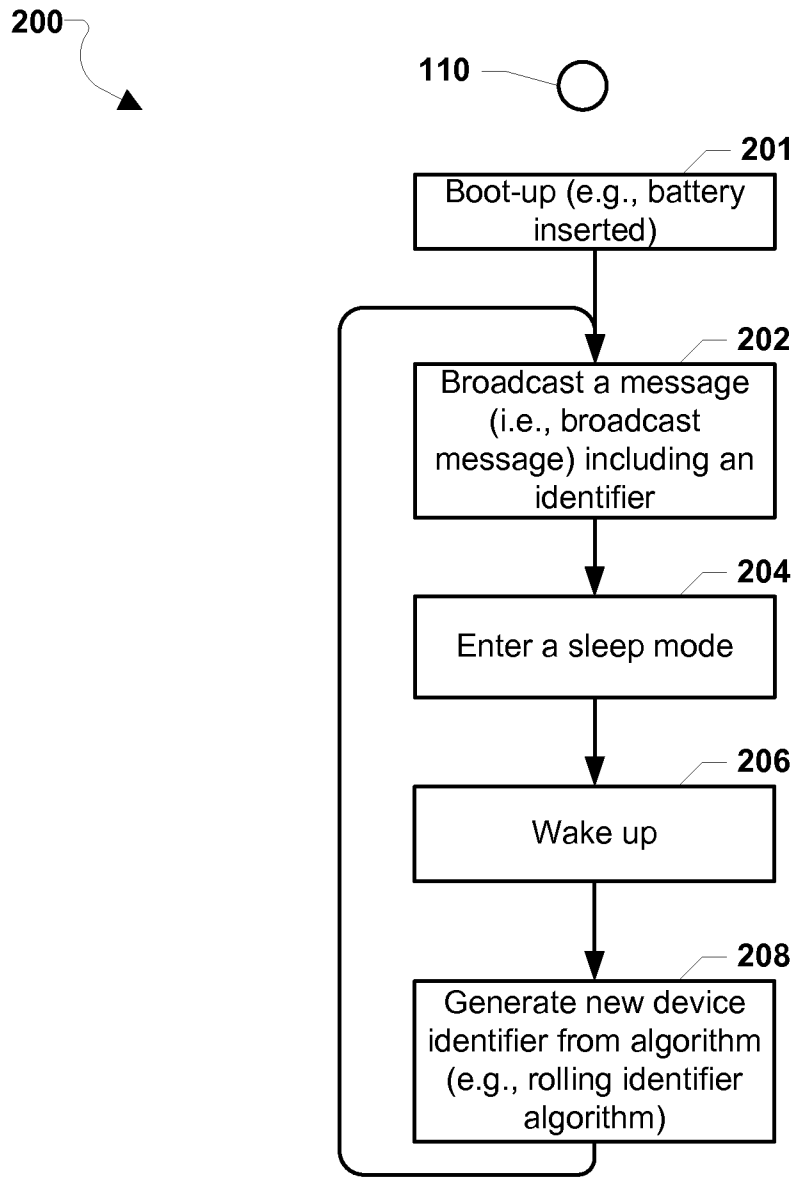 200
110
201
Boot-up (e.g., battery
inserted)
202
Broadcast a message
(i.e., broadcast
message) including an
identifier
204
Enter a sleep mode
206
Wake up
208
Generate new device
identifier from algorithm
(e.g., rolling identifier
algorithm)